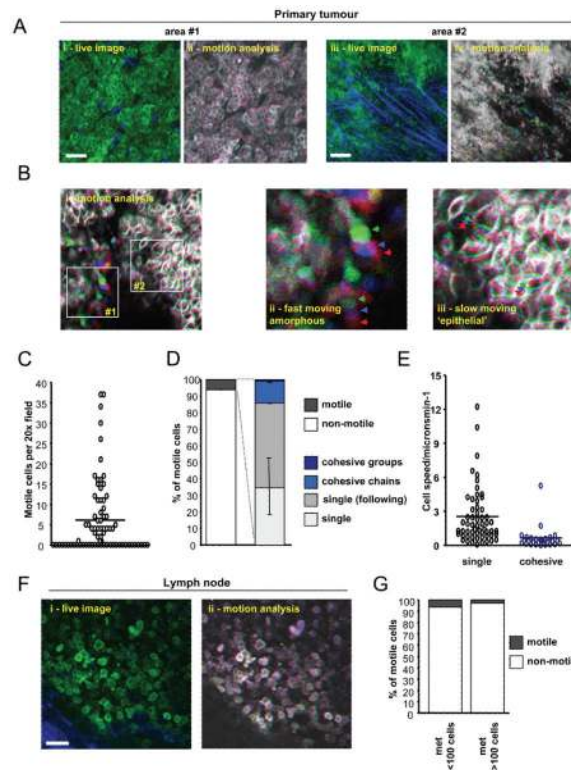 Primary tumour
A
area #1
area #2
i - live image
ii - motion analysis
iii - live image
iv - motion analysis
B
i - motion analysis
#1
#2
ii - fast moving
amorphous
iii - slow moving
'epithelial'
C
Motile cells per 20x field
40
35
30
25
20
15
10
5
0
D
% of motile cells
100
90
80
70
60
50
40
30
20
10
0
motile
non-motile
cohesive groups
cohesive chains
single (following)
single
E
Cell speed/micronsmin-1
15
12
9
6
3
0
single
cohesive
F
Lymph node
i - live image
ii - motion analysis
G
% of motile cells
100
90
80
70
60
50
40
30
20
10
0
motile
non-moti
met
<100 cells
met
>100 cells